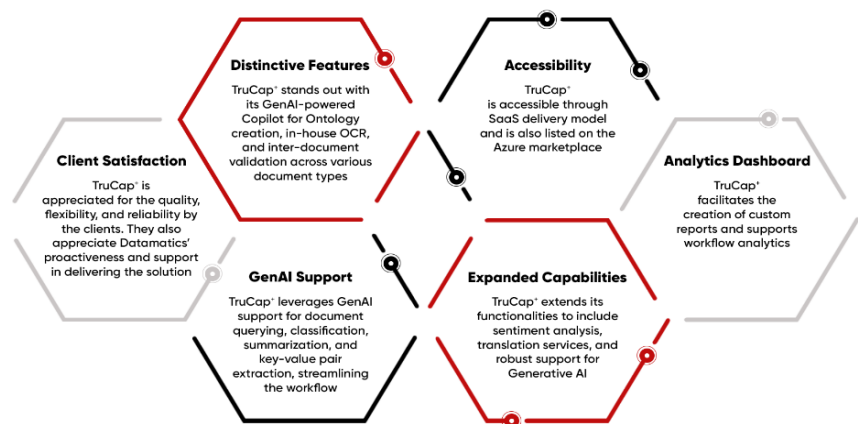 Distinctive Features
TruCap⁺ stands out with
its GenAI-powered
Copilot for Ontology
creation, in-house OCR,
and inter-document
validation across various
document types
Accessibility
TruCap⁺
is accessible through
SaaS delivery model
and is also listed on the
Azure marketplace
Client Satisfaction
TruCap⁺ is
appreciated for the quality,
flexibility, and reliability by
the clients. They also
appreciate Datamatics’
proactiveness and support
in delivering the solution
Analytics Dashboard
TruCap⁺
facilitates the
creation of custom
reports and supports
workflow analytics
GenAI Support
TruCap⁺ leverages GenAI
support for document
querying, classification,
summarization, and
key-value pair
extraction, streamlining
the workflow
Expanded Capabilities
TruCap⁺ extends its
functionalities to include
sentiment analysis,
translation services, and
robust support for
Generative AI